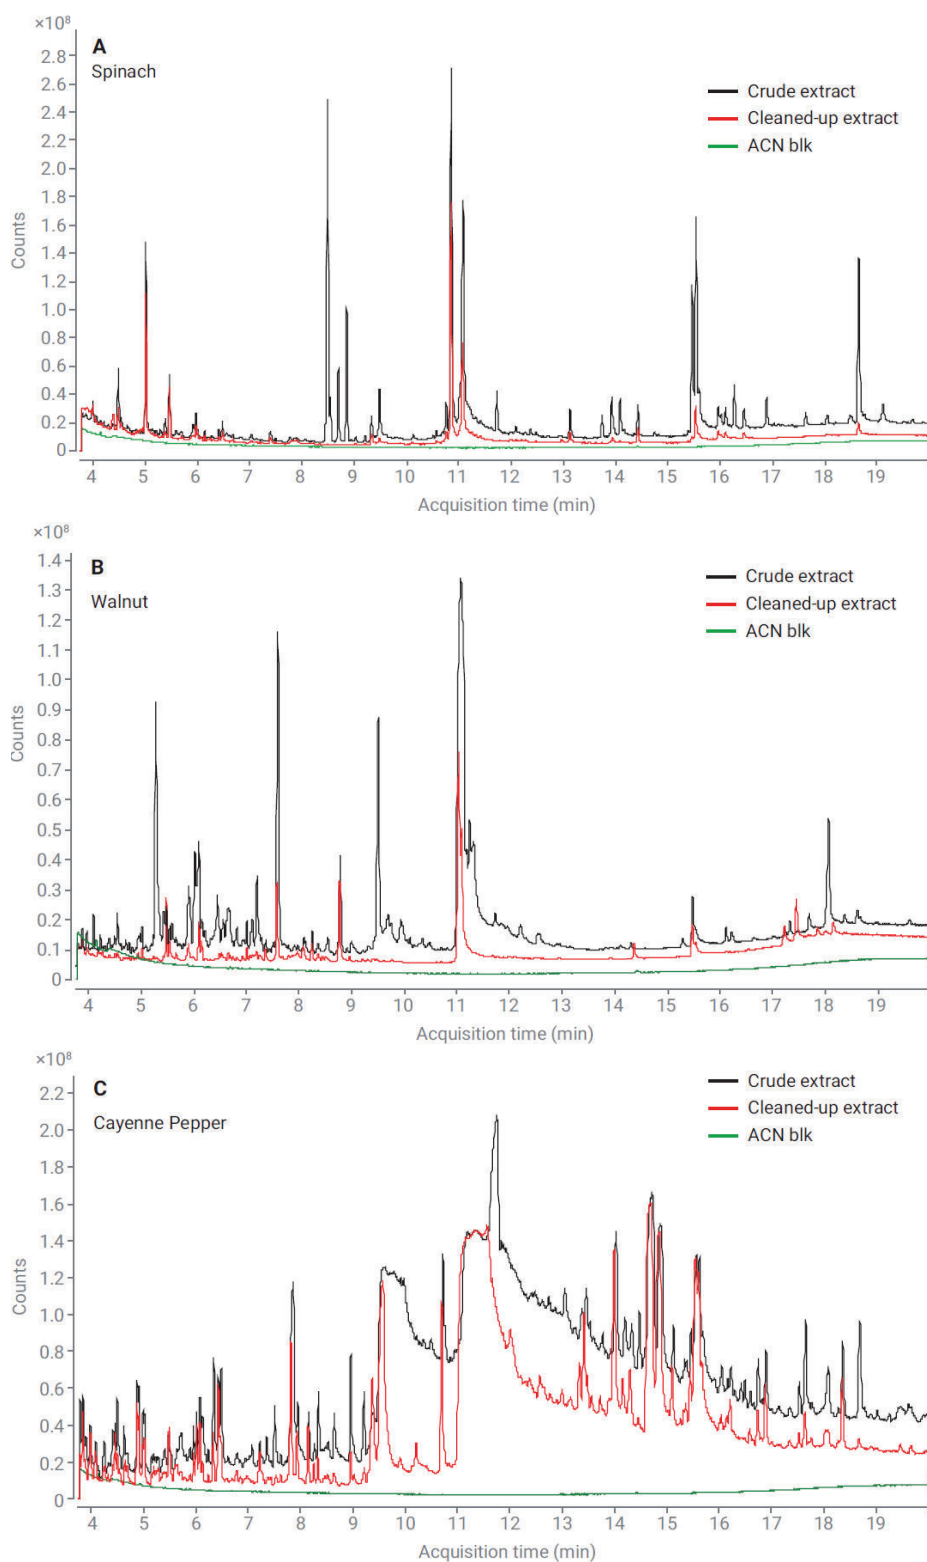 ×10⁸
A
Spinach
Crude extract
Cleaned-up extract
ACN blk
Counts
2.8
2.6
2.4
2.2
2.0
1.8
1.6
1.4
1.2
1.0
0.8
0.6
0.4
0.2
0
4 5 6 7 8 9 10 11 12 13 14 15 16 17 18 19
Acquisition time (min)
×10⁸
B
Walnut
Crude extract
Cleaned-up extract
ACN blk
Counts
1.4
1.3
1.2
1.1
1.0
0.9
0.8
0.7
0.6
0.5
0.4
0.3
0.2
0.1
0
4 5 6 7 8 9 10 11 12 13 14 15 16 17 18 19
Acquisition time (min)
×10⁸
C
Cayenne Pepper
Crude extract
Cleaned-up extract
ACN blk
Counts
2.2
2.0
1.8
1.6
1.4
1.2
1.0
0.8
0.6
0.4
0.2
0
4 5 6 7 8 9 10 11 12 13 14 15 16 17 18 19
Acquisition time (min)